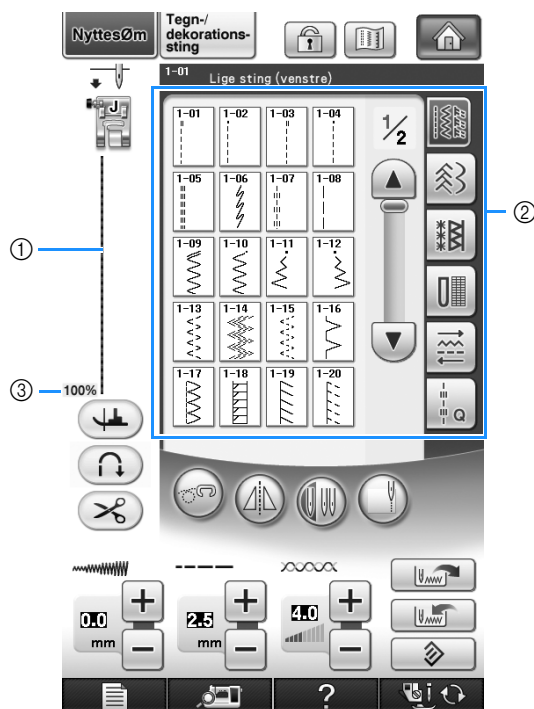 NyttesØm
Tegn-/
dekorations-
sting
1-01 Lige sting (venstre)
J
1-01 1-02 1-03 1-04
1/2
1-05 1-06 1-07 1-08
②
1-09 1-10 1-11 1-12
①
1-13 1-14 1-15 1-16
1-17 1-18 1-19 1-20
③ 100%
Q
0.0 2.5 4.0
mm mm
?